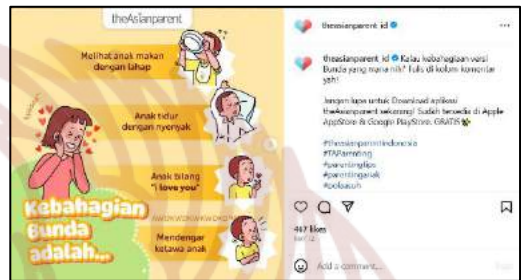 theAsianparent
Melihat anak makan
dengan lahap
Anak tidur
dengan nyenyak
Anak bilang
"i love you"
Mendengar
ketawa anak
Kebahagian
Bunda
adalah...
theasianparent_id
theasianparent_id Kalau kebahagiaan versi
Bunda yang mana nih? Tulis di kolom komentar
yah!
Jangan lupa untuk Download aplikasi
theAsianparent sekarang! Sudah tersedia di Apple
AppStore & Google PlayStore. GRATIS
#theasianparentindonesia
#TAParenting
#parentingtips
#parentinganak
#polaasuh
467 likes
Add a comment...